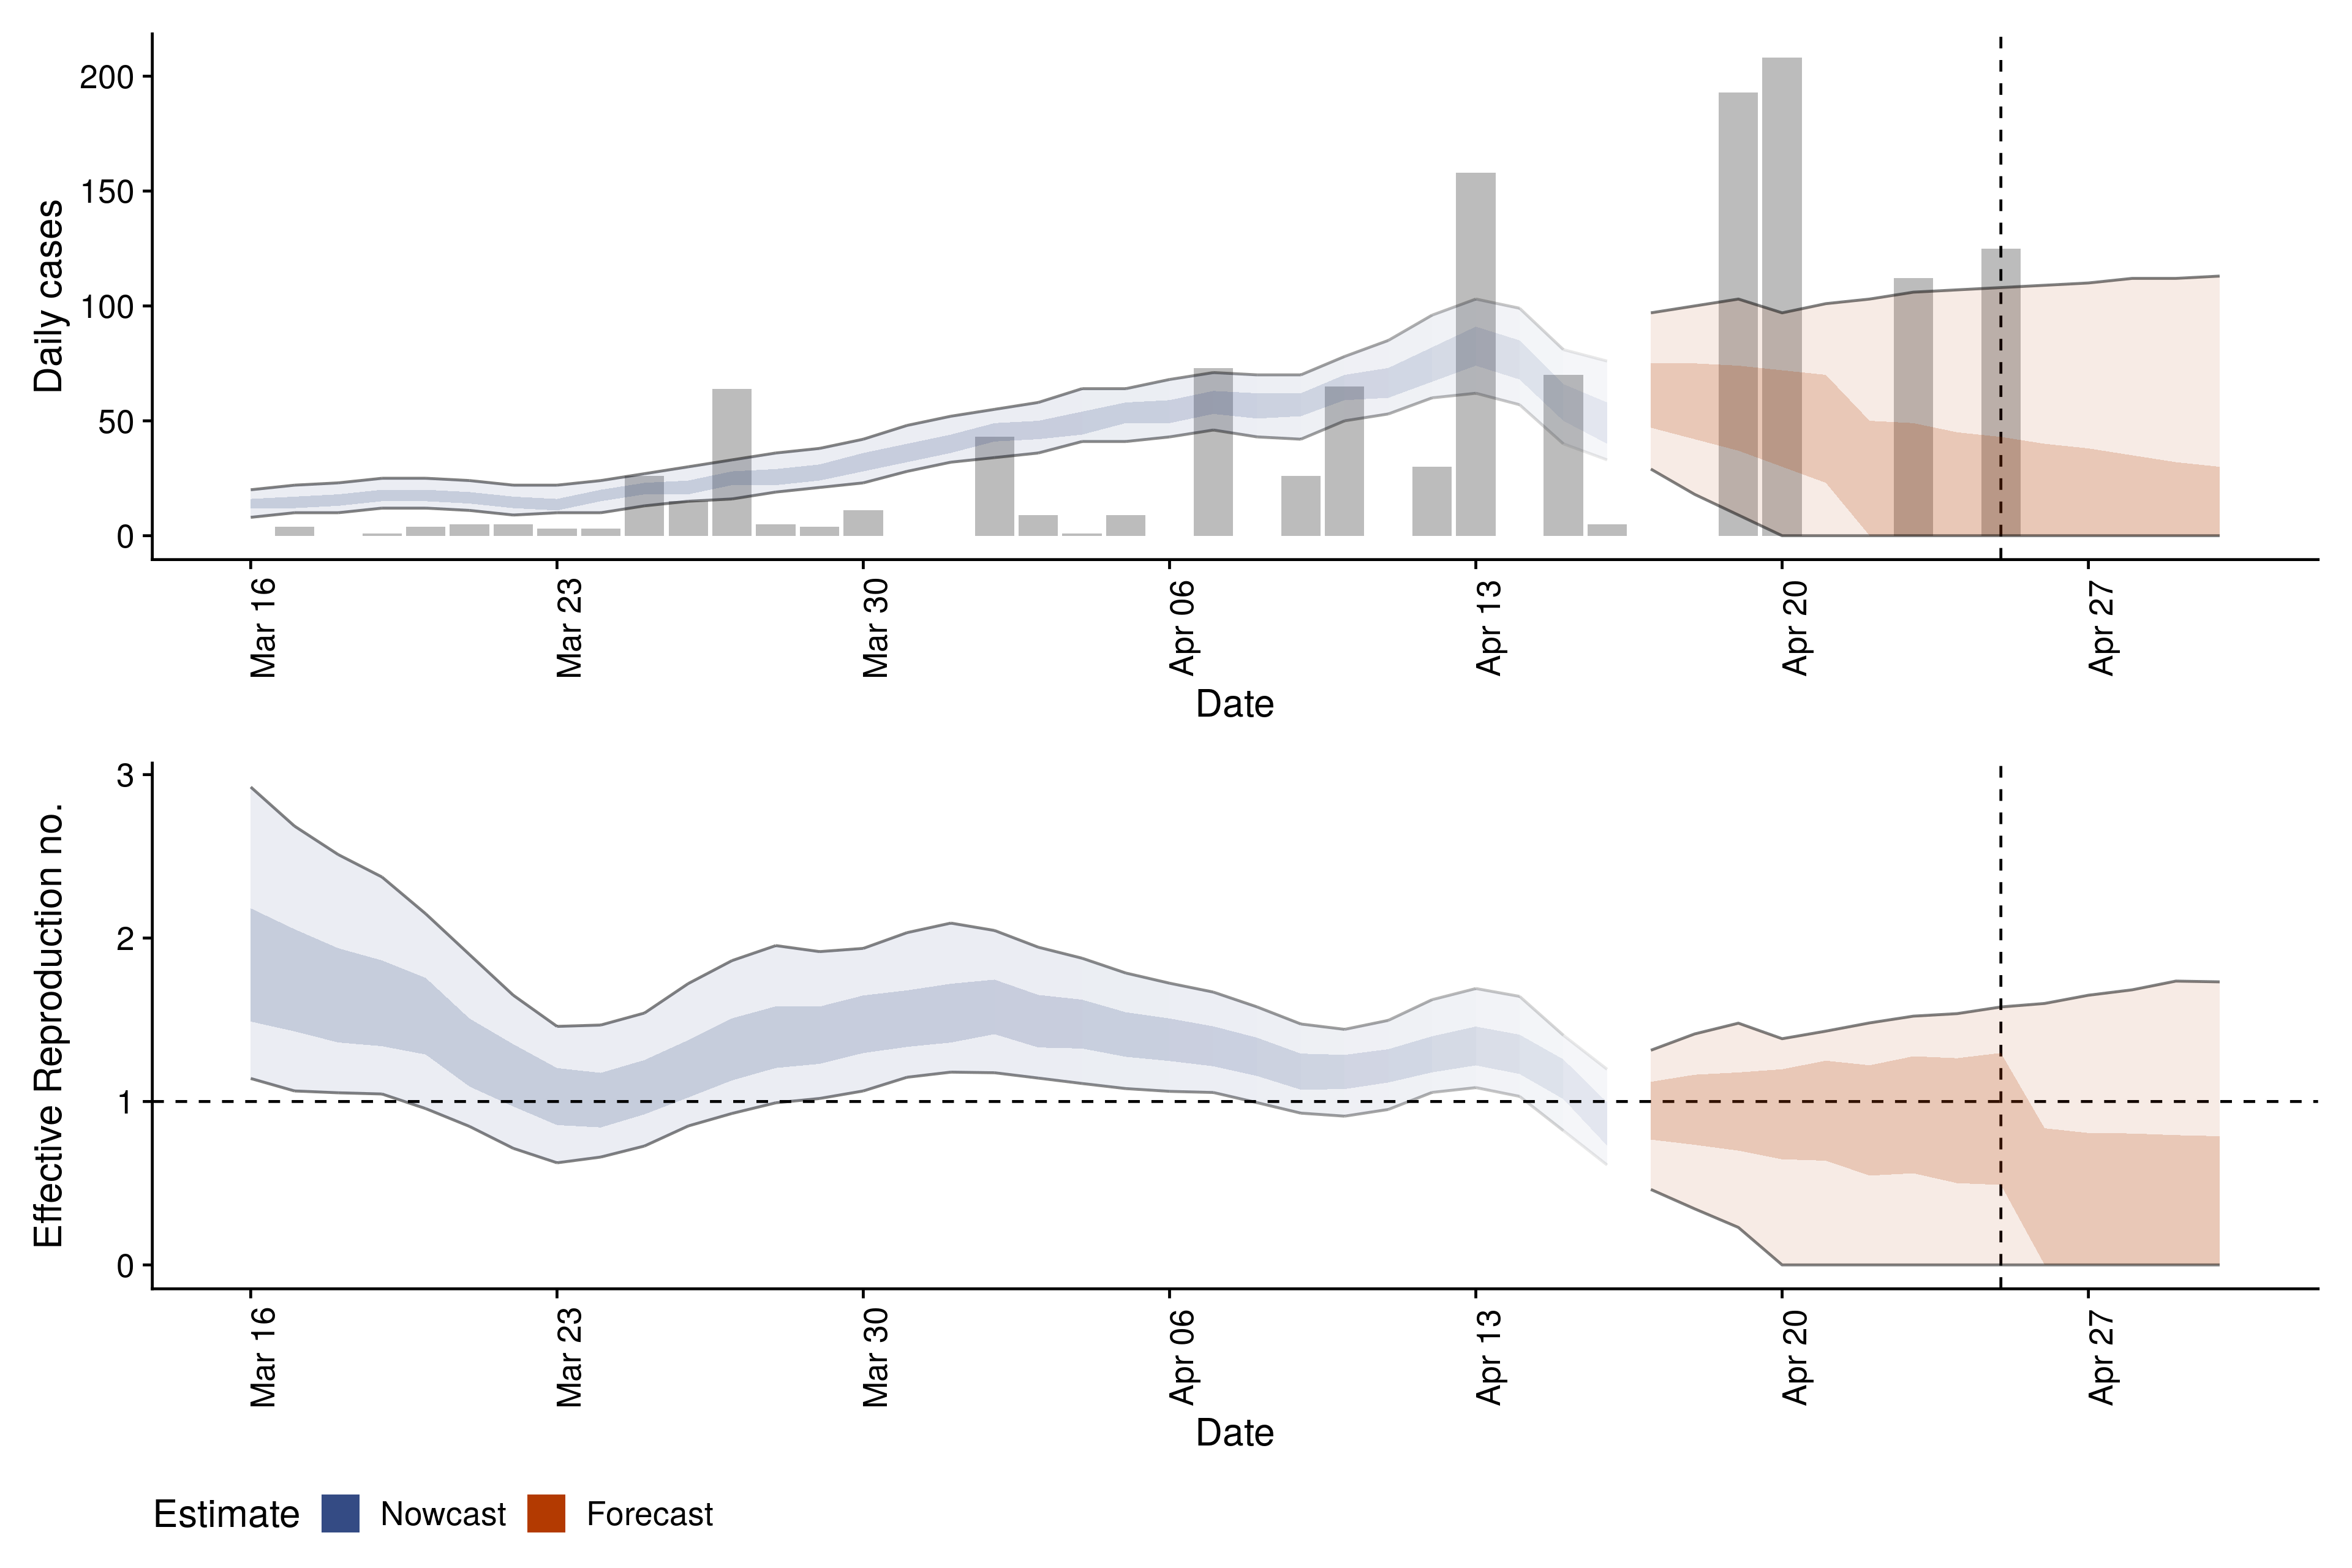 200
150
100
50
0
Daily cases
Mar 16
Mar 23
Mar 30
Apr 06
Apr 13
Apr 20
Apr 27
Date
3
2
1
0
Effective Reproduction no.
Mar 16
Mar 23
Mar 30
Apr 06
Apr 13
Apr 20
Apr 27
Date
Estimate Nowcast Forecast